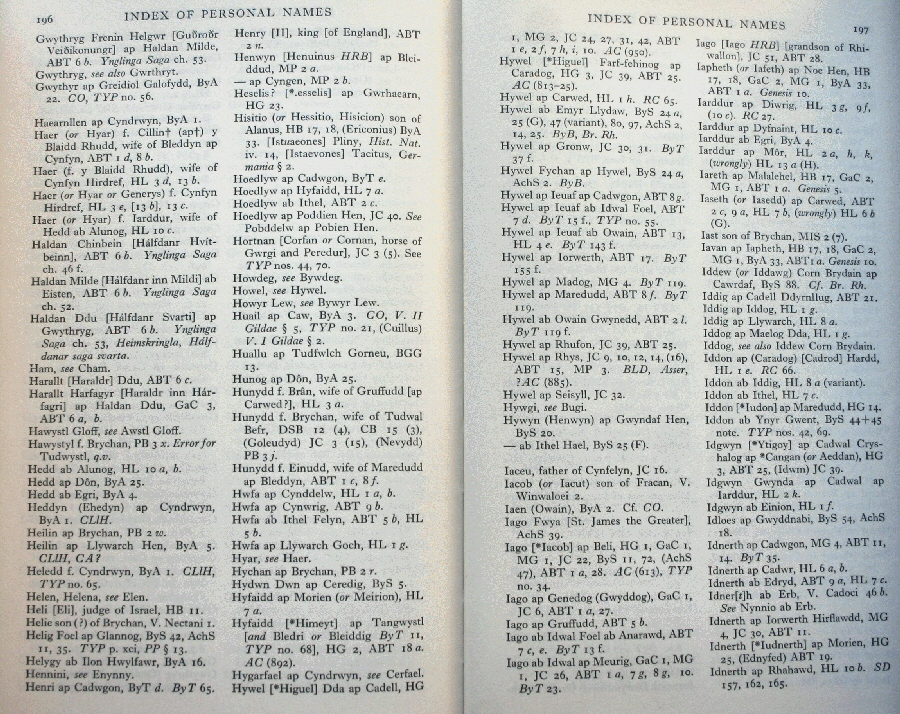 196
INDEX OF PERSONAL NAMES
Gwythryg Frenin Helgwr [Guðrøðr
Veiðikonungr] ap Haldan Milde,
ABT 6 b. Ynglinga Saga ch. 53.
Gwythryg, see also Gwrthryt.
Gwythyr ap Greidiol Galofydd, ByA
22. CO, TYP no. 56.
Haearnllen ap Cyndrwyn, ByA 1.
Haer (or Hyar) f. Cillin† (ap†) y
Blaidd Rhudd, wife of Bleddyn ap
Cynfyn, ABT 1 d, 8 b.
Haer (f. y Blaidd Rhudd), wife of
Cynfyn Hirdref, HL 3 d, 13 b.
Haer (or Hyar or Generys) f. Cynfyn
Hirdref, HL 3 e, [13 b], 13 c.
Haer (or Hyar) f. Iarddur, wife of
Hedd ab Alunog, HL 10 c.
Haldan Chinbein [Hálfdanr Hvít-
beinn], ABT 6 b. Ynglinga Saga
ch. 46 f.
Haldan Milde [Hálfdanr inn Mildi] ab
Eisten, ABT 6 b. Ynglinga Saga
ch. 52.
Haldan Ddu [Hálfdanr Svarti] ap
Gwythryg, ABT 6 b. Ynglinga
Saga ch. 53, Heimskringla, Hálf-
danar saga svarta.
Ham, see Cham.
Harallt [Haraldr] Ddu, ABT 6 c.
Harallt Harfagyr [Haraldr inn Hár-
fagri] ap Haldan Ddu, GaC 3,
ABT 6 a, b.
Hawystl Gloff, see Awstl Gloff.
Hawystyl f. Brychan, PB 3 x. Error for
Tudwystl, q.v.
Hedd ab Alunog, HL 10 a, b.
Hedd ap Dôn, ByA 25.
Hedd ab Egri, ByA 4.
Heddyn (Ehedyn) ap Cyndrwyn,
ByA 1. CLlH.
Heilin ap Brychan, PB 2 w.
Heilin ap Llywarch Hen, ByA 5.
CLlH, CA?
Heledd f. Cyndrwyn, ByA 1. CLlH,
TYP no. 65.
Helen, Helena, see Elen.
Heli [Eli], judge of Israel, HB 11.
Helie son (?) of Brychan, V. Nectani 1.
Helig Foel ap Glannog, ByS 42, AchS
11, 35. TYP p. xci, PP § 13.
Helygy ab Ilon Hwylfawr, ByA 16.
Hennini, see Enynny.
Henri ap Cadwgon, ByT d. ByT 65.
Henry [II], king [of England], ABT
2 n.
Henwyn [Henuinus HRB] ap Blei-
ddud, MP 2 a.
— ap Cyngen, MP 2 b.
Heselis? [*.esselis] ap Gwrhaearn,
HG 23.
Hisitio (or Hessitio, Hisicion) son of
Alanus, HB 17, 18, (Ericonius) ByA
33. [Istuaeones] Pliny, Hist. Nat.
iv. 14, [Istaevones] Tacitus, Ger-
mania § 2.
Hoedlyw ap Cadwgon, ByT e.
Hoedlyw ap Hyfaidd, HL 7 a.
Hoedlyw ab Ithel, ABT 2 c.
Hoedlyw ap Poddien Hen, JC 40. See
Pobddelw ap Pobien Hen.
Hortnan [Corfan or Cornan, horse of
Gwrgi and Peredur], JC 3 (5). See
TYP nos. 44, 70.
Howdeg, see Bywdeg.
Howel, see Hywel.
Howyr Lew, see Bywyr Lew.
Huail ap Caw, ByA 3. CO, V. II
Gildae § 5, TYP no. 21, (Cuillus)
V. I Gildae § 2.
Huallu ap Tudfwlch Gorneu, BGG
13.
Hunog ap Dôn, ByA 25.
Hunydd f. Brân, wife of Gruffudd [ap
Carwed?], HL 3 a.
Hunydd f. Brychan, wife of Tudwal
Befr, DSB 12 (4), CB 15 (3),
(Goleudyd) JC 3 (15), (Nevydd)
PB 3 j.
Hunydd f. Einudd, wife of Maredudd
ap Bleddyn, ABT 1 c, 8 f.
Hwfa ap Cynddelw, HL 1 a, b.
Hwfa ap Cynwrig, ABT 9 b.
Hwfa ab Ithel Felyn, ABT 5 b, HL
5 b.
Hwfa ap Llywarch Goch, HL 1 g.
Hyar, see Haer.
Hychan ap Brychan, PB 2 r.
Hydwn Dwn ap Ceredig, ByS 5.
Hyfaidd ap Morien (or Meirion), HL
7 a.
Hyfaidd [*Himeyt] ap Tangwystl
[and Bledri or Bleiddig ByT 11,
TYP no. 68], HG 2, ABT 18 a.
AC (892).
Hygarfael ap Cyndrwyn, see Cerfael.
Hywel [*Higuel] Dda ap Cadell, HG
INDEX OF PERSONAL NAMES
197
1, MG 2, JC 24, 27, 31, 42, ABT
1 e, 2 f, 7 h, i, 10. AC (950).
Hywel [*Higuel] Farf-fehinog ap
Caradog, HG 3, JC 39, ABT 25.
AC (813–25).
Hywel ap Carwed, HL 1 h. RC 65.
Hywel ab Emyr Llydaw, ByS 24 a,
25 (G), 47 (variant), 80, 97, AchS 2,
14, 25. ByB, Br. Rh.
Hywel ap Gronw, JC 30, 31. ByT
37 f.
Hywel Fychan ap Hywel, ByS 24 a,
AchS 2. ByB.
Hywel ap Ieuaf ap Cadwgon, ABT 8 g.
Hywel ap Ieuaf ab Idwal Foel, ABT
7 d. ByT 15 f., TYP no. 55.
Hywel ap Ieuaf ab Owain, ABT 13,
HL 4 e. ByT 143 f.
Hywel ap Iorwerth, ABT 17. ByT
155 f.
Hywel ap Madog, MG 4. ByT 119.
Hywel ap Maredudd, ABT 8 f. ByT
119.
Hywel ab Owain Gwynedd, ABT 2 l.
ByT 119 f.
Hywel ap Rhufon, JC 39, ABT 25.
Hywel ap Rhys, JC 9, 10, 12, 14, (16),
ABT 15, MP 3. BLD, Asser,
?AC (885).
Hywel ap Seisyll, JC 32.
Hywgi, see Bugi.
Hywyn (Henwyn) ap Gwyndaf Hen,
ByS 20.
— ab Ithel Hael, ByS 25 (F).
Iaceu, father of Cynfelyn, JC 16.
Iacob (or Iacut) son of Fracan, V.
Winwaloei 2.
Iaen (Owain), ByA 2. Cf. CO.
Iago Fwya [St. James the Greater],
AchS 39.
Iago [*Iacob] ap Beli, HG 1, GaC 1,
MG 1, JC 22, ByS 11, 72, (AchS
47), ABT 1 a, 28. AC (613), TYP
no. 34.
Iago ap Genedog (Gwyddog), GaC 1,
JC 6, ABT 1 a, 27.
Iago ap Gruffudd, ABT 5 b.
Iago ab Idwal Foel ab Anarawd, ABT
7 c, e. ByT 13 f.
Iago ab Idwal ap Meurig, GaC 1, MG
1, JC 26, ABT 1 a, 7 g, 8 g, 10.
ByT 23.
Iago [Iago HRB] [grandson of Rhi-
wallon], JC 51, ABT 28.
Iapheth (or Iafeth) ap Noe Hen, HB
17, 18, GaC 2, MG 1, ByA 33,
ABT 1 a. Genesis 10.
Iarddur ap Diwrig, HL 3 g, 9 f,
(10 c). RC 27.
Iarddur ap Dyfnaint, HL 10 c.
Iarddur ab Egri, ByA 4.
Iarddur ap Môr, HL 2 a, h, k,
(wrongly) HL 13 a (H).
Iareth ap Malalehel, HB 17, GaC 2,
MG 1, ABT 1 a. Genesis 5.
Iaseth (or Iasedd) ap Carwed, ABT
2 c, 9 a, HL 7 b, (wrongly) HL 6 b
(G).
Iast son of Brychan, MIS 2 (7).
Iavan ap Iapheth, HB 17, 18, GaC 2,
MG 1, ByA 33, ABT 1 a. Genesis 10.
Iddew (or Iddawg) Corn Brydain ap
Cawrdaf, ByS 88. Cf. Br. Rh.
Iddig ap Cadell Ddyrnllug, ABT 21.
Iddig ap Iddog, HL 1 g.
Iddig ap Llywarch, HL 8 a.
Iddog ap Maelog Dda, HL 1 g.
Iddog, see also Iddew Corn Brydain.
Iddon ap (Caradog) [Cadrod] Hardd,
HL 1 e. RC 66.
Iddon ab Iddig, HL 8 a (variant).
Iddon ab Ithel, HL 7 c.
Iddon [*Iudon] ap Maredudd, HG 14.
Iddon ab Ynyr Gwent, ByS 44+45
note. TYP nos. 42, 69.
Idgwyn [*Ytigoy] ap Cadwal Crys-
halog ap *Cangan (or Aeddan), HG
3, ABT 25, (Idwm) JC 39.
Idgwyn Gwynda ap Cadwal ap
Iarddur, HL 2 k.
Idgwyn ab Einion, HL 1 f.
Idloes ap Gwyddnabi, ByS 54, AchS
18.
Idnerth ap Cadwgon, MG 4, ABT 11,
14. ByT 35.
Idnerth ap Cadwr, HL 6 a, b.
Idnerth ab Edryd, ABT 9 a, HL 7 c.
Idner[t]h ab Erb, V. Cadoci 46 b.
See Nynnio ab Erb.
Idnerth ap Iorwerth Hirflawdd, MG
4, JC 30, ABT 11.
Idnerth [*Iudnerth] ap Morien, HG
25, (Ednyfed) ABT 19.
Idnerth ap Rhahawd, HL 10 b. SD
157, 162, 165.